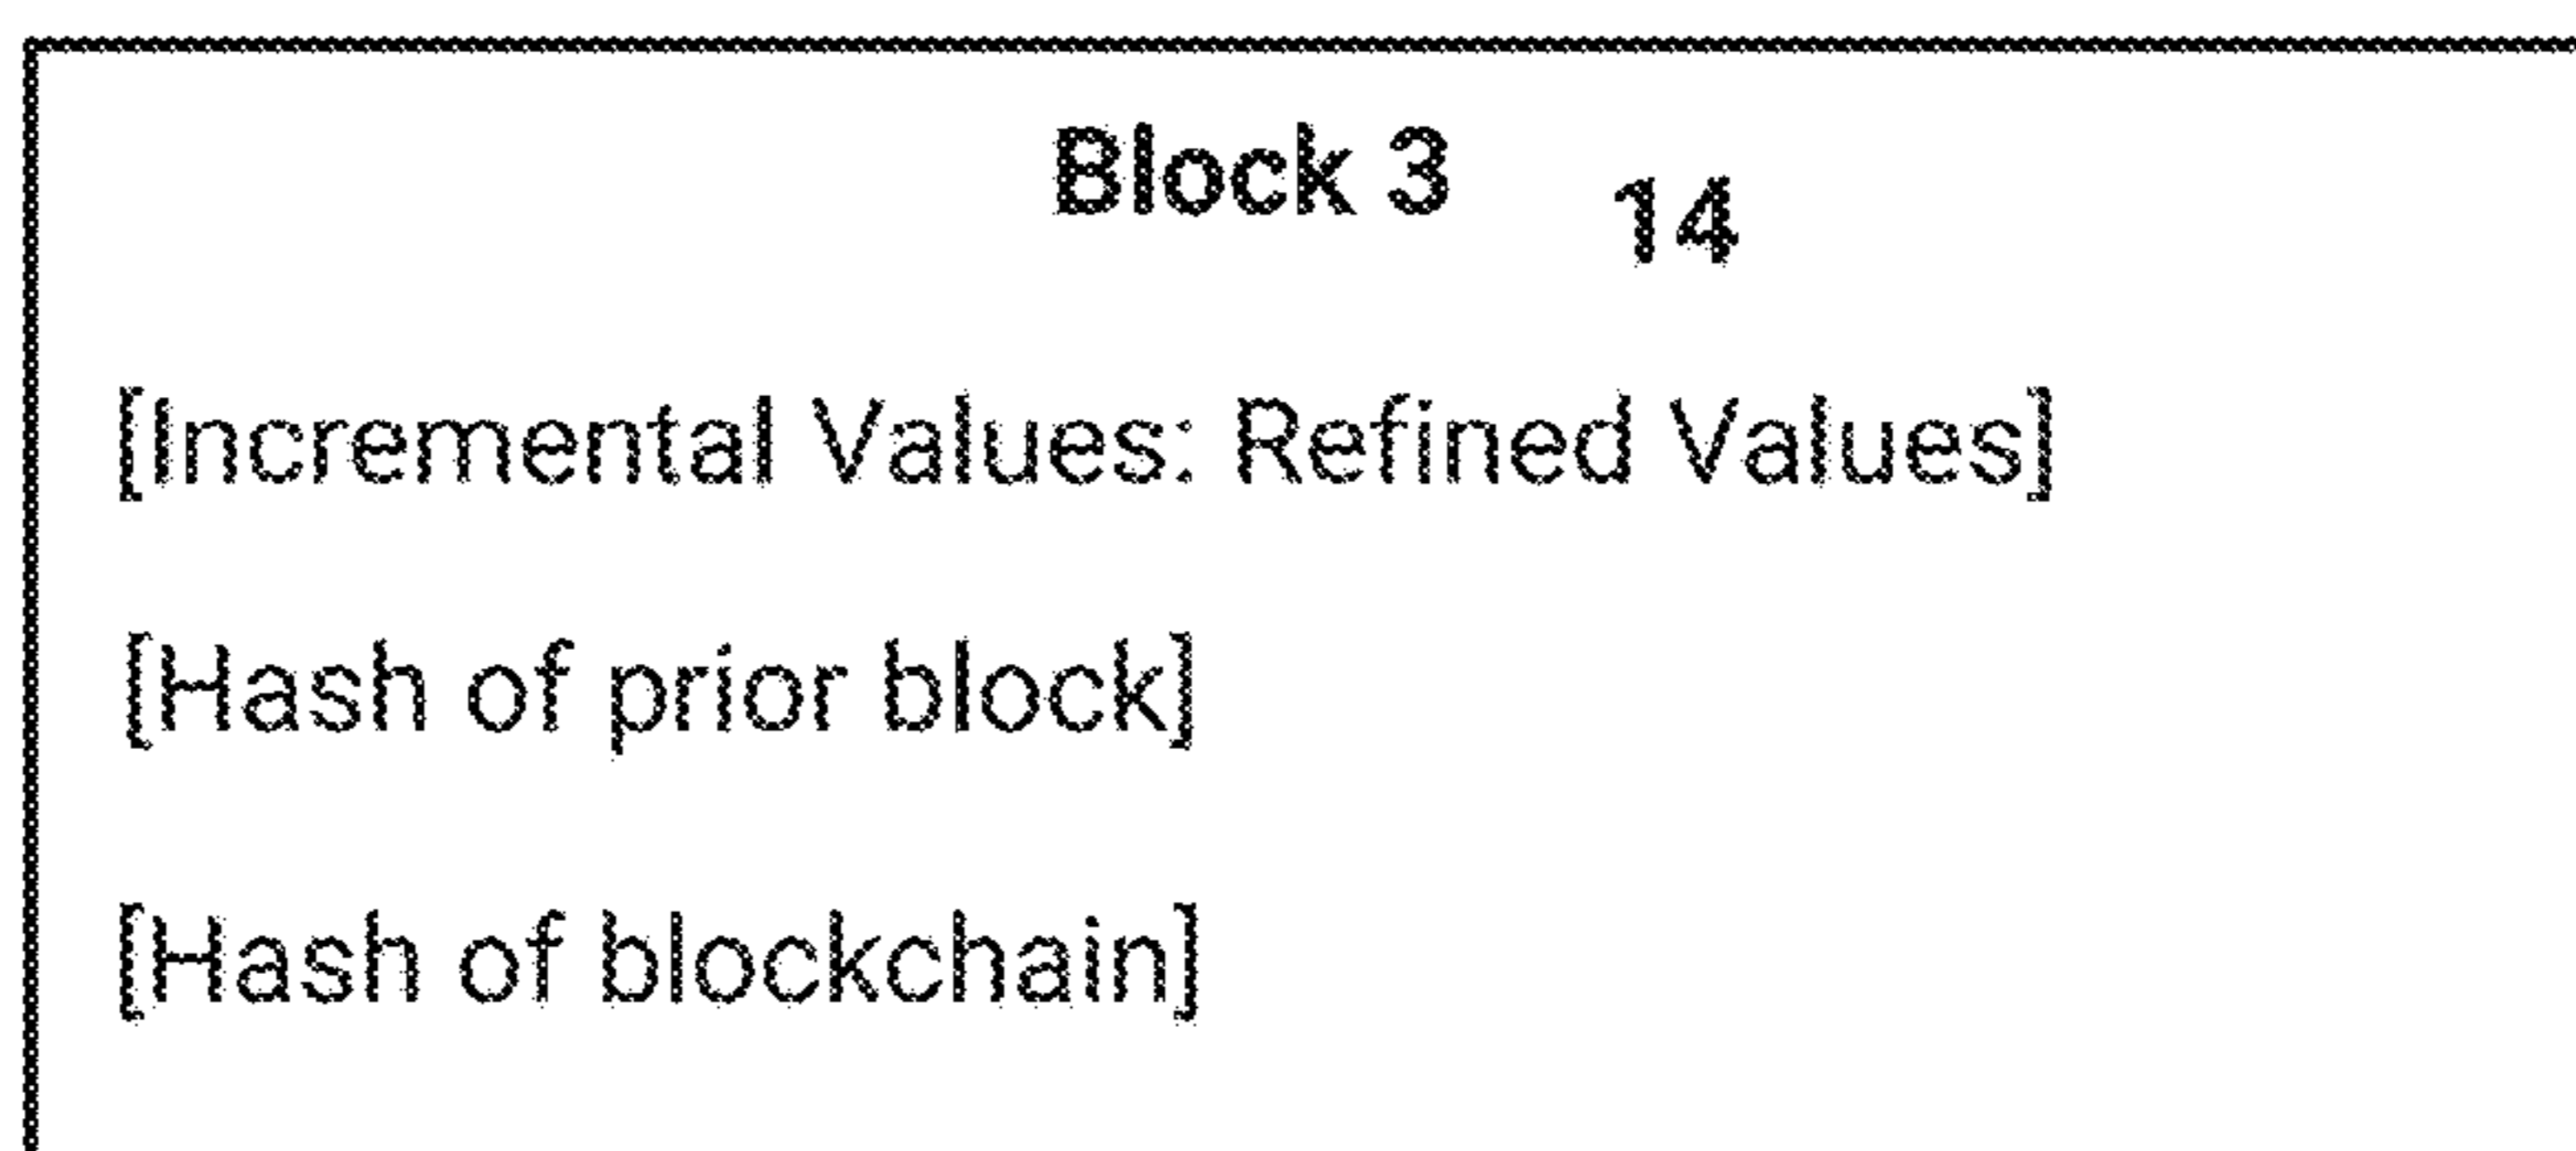 Block 3
14
[Incremental Values: Refined Values]
[Hash of prior block]
[Hash of blockchain]